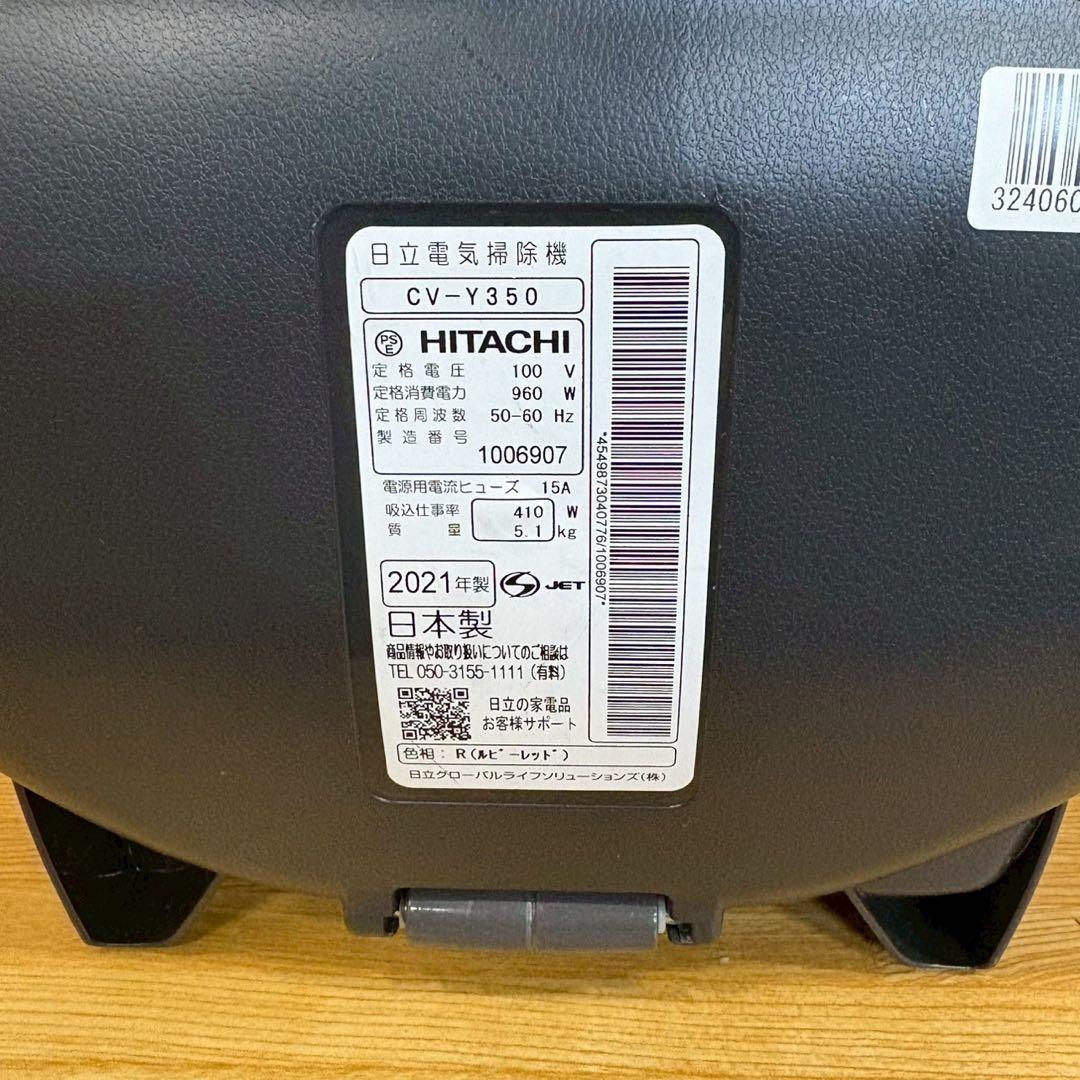 日立電気掃除機
CV-Y350
PSE HITACHI
定格電圧 100 V
定格消費電力 960 W
定格周波数 50-60 Hz
製造番号 1006907
電源用電流ヒューズ 15A
吸込仕事率 410 W
質量 5.1 kg
2021年製 S JET
日本製
商品情報やお取り扱いについてのご相談は
TEL 050-3155-1111 (有料)
日立の家電品
お客様サポート
色相: R(ルビーレッド)
日立グローバルライフソリューションズ(株)
*4549873040776/1006907*